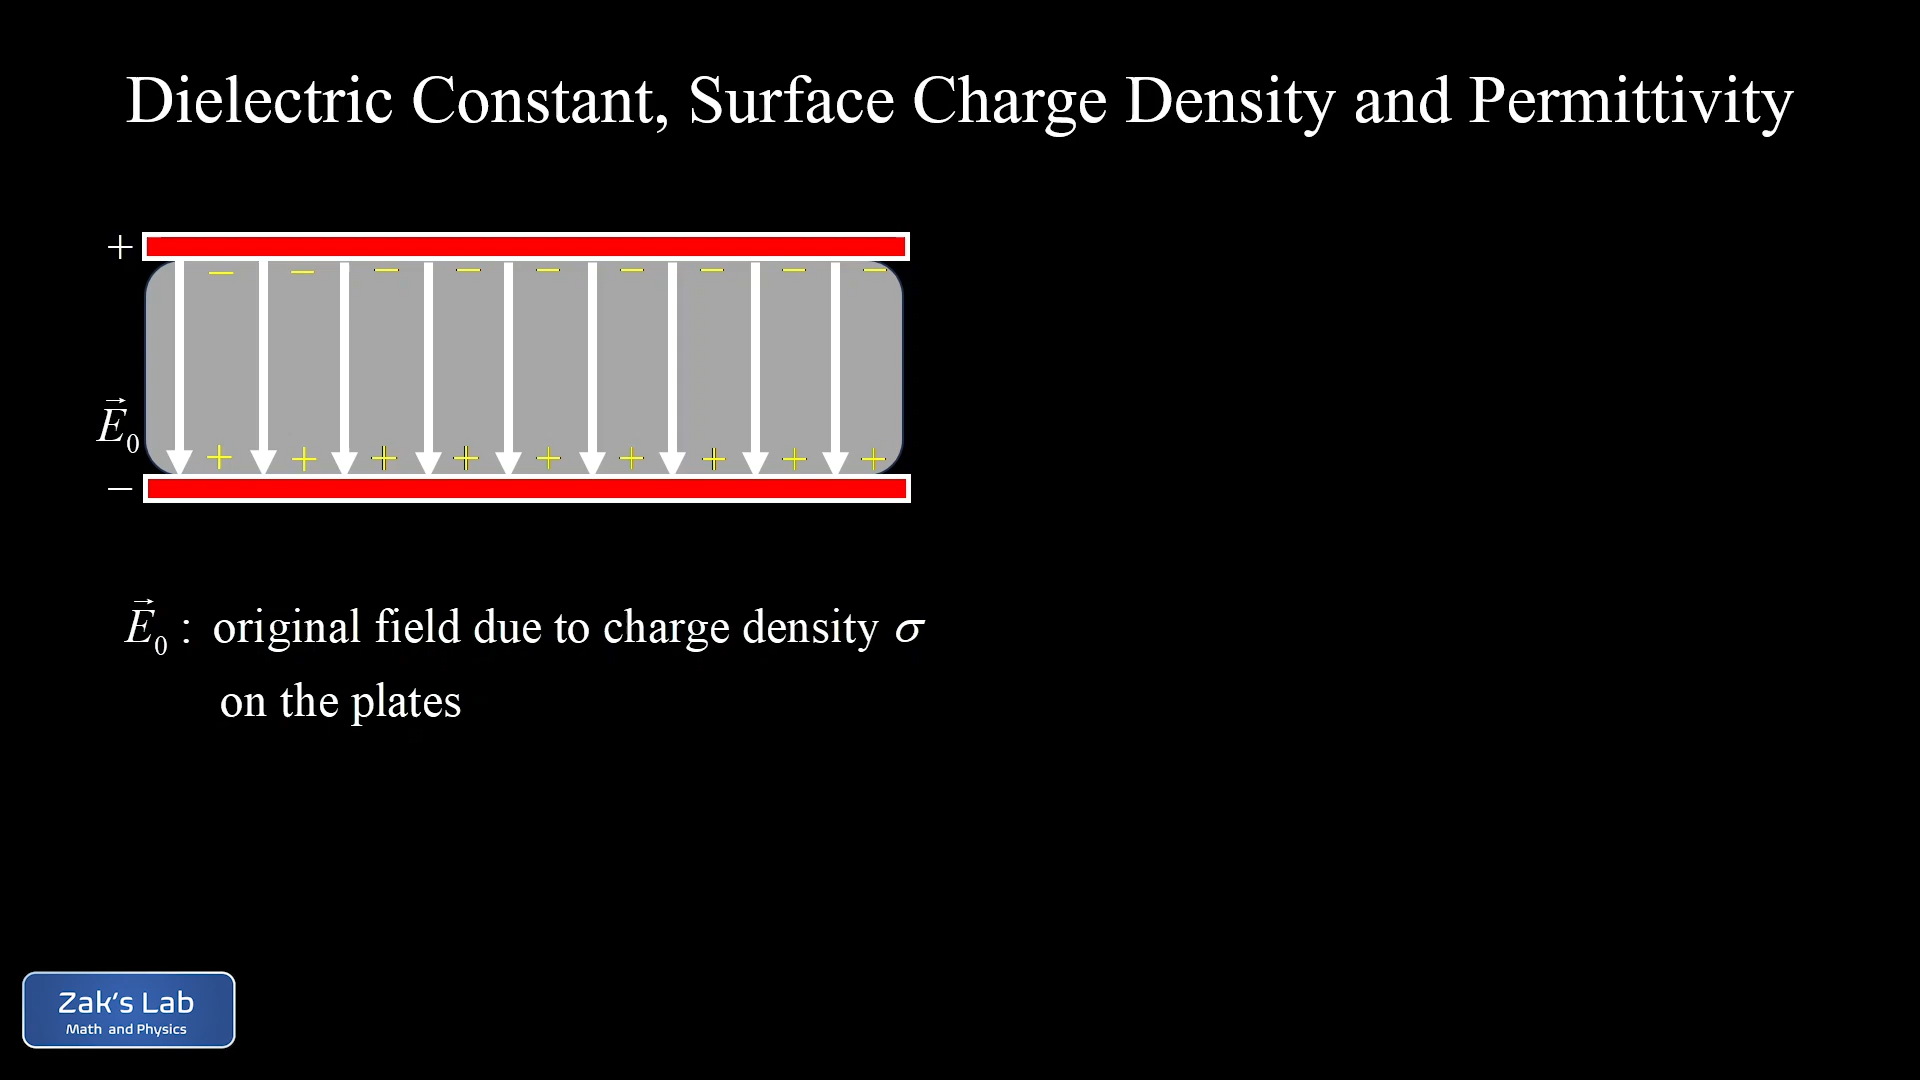 Dielectric Constant, Surface Charge Density and Permittivity
+
− − − − − − − − −
E⃗₀
+ + + + + + + + +
−
E⃗₀ : original field due to charge density σ
on the plates
Zak's Lab
Math and Physics